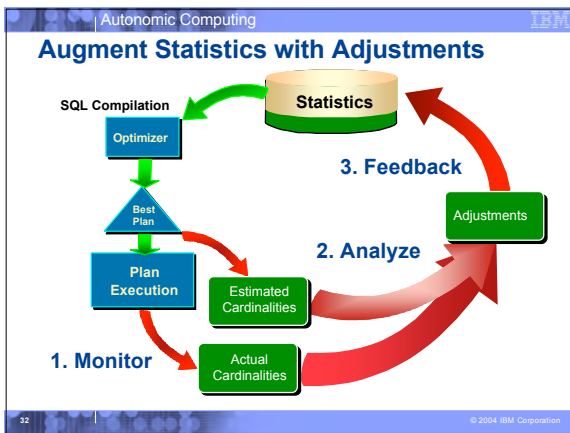 Autonomic Computing
IBM
Augment Statistics with Adjustments
SQL Compilation
Statistics
Optimizer
3. Feedback
Best
Plan
Adjustments
2. Analyze
Plan
Execution
Estimated
Cardinalities
1. Monitor
Actual
Cardinalities
32
© 2004 IBM Corporation